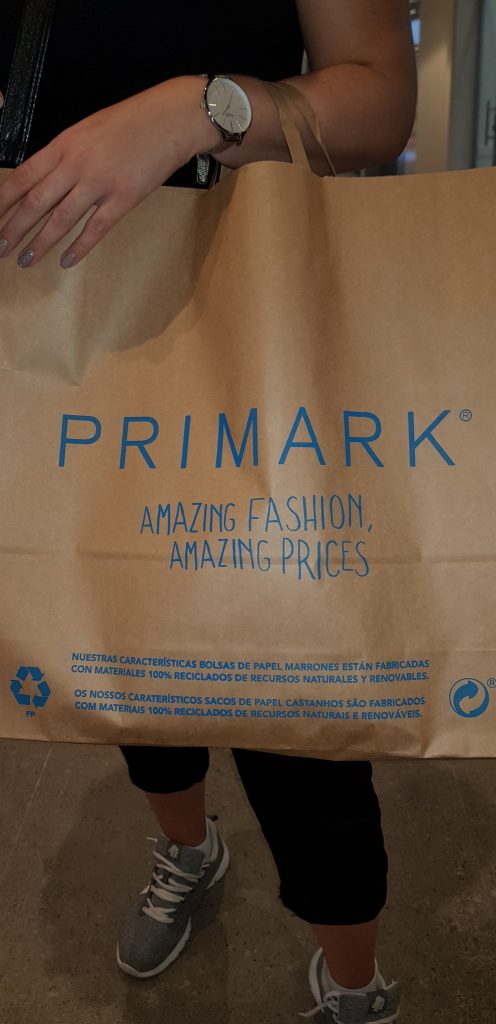 PRIMARK®
AMAZING FASHION,
AMAZING PRICES
NUESTRAS CARACTERÍSTICAS BOLSAS DE PAPEL MARRONES ESTÁN FABRICADAS
CON MATERIALES 100% RECICLADOS DE RECURSOS NATURALES Y RENOVABLES.
OS NOSSOS CARATERÍSTICOS SACOS DE PAPEL CASTANHOS SÃO FABRICADOS
COM MATERIAIS 100% RECICLADOS DE RECURSOS NATURAIS E RENOVÁVEIS.
FP
®